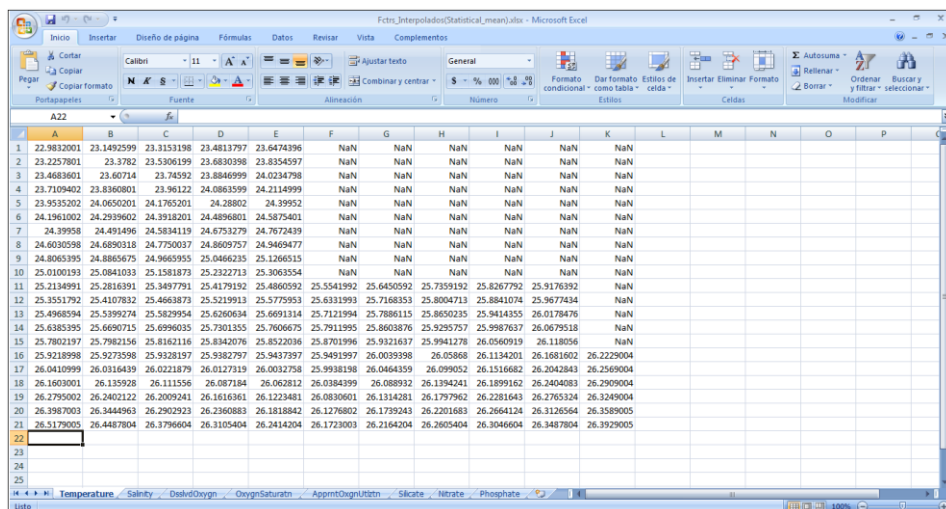 Fctrs_Interpolados(Statistical_mean).xlsx - Microsoft Excel
Inicio Insertar Diseño de página Fórmulas Datos Revisar Vista Complementos
Pegar Cortar Copiar Copiar formato Portapapeles
Calibri 11 N K S Fuente
Ajustar texto Combinar y centrar Alineación
General $ % 000 Número
Formato condicional Dar formato como tabla Estilos de celda Estilos
Insertar Eliminar Formato Celdas
Autosuma Rellenar Borrar Ordenar y filtrar Buscar y seleccionar Modificar
A22 fx
A B C D E F G H I J K L M N O P
1 22.9832001 23.1492599 23.3153198 23.4813797 23.6474396 NaN NaN NaN NaN NaN NaN
2 23.2257801 23.3782 23.5306199 23.6830398 23.8354597 NaN NaN NaN NaN NaN NaN
3 23.4683601 23.60714 23.74592 23.8846999 24.0234798 NaN NaN NaN NaN NaN NaN
4 23.7109402 23.8360801 23.96122 24.0863599 24.2114999 NaN NaN NaN NaN NaN NaN
5 23.9535202 24.0650201 24.1765201 24.28802 24.39952 NaN NaN NaN NaN NaN NaN
6 24.1961002 24.2939602 24.3918201 24.4896801 24.5875401 NaN NaN NaN NaN NaN NaN
7 24.39958 24.491496 24.5834119 24.6753279 24.7672439 NaN NaN NaN NaN NaN NaN
8 24.6030598 24.6890318 24.7750037 24.8609757 24.9469477 NaN NaN NaN NaN NaN NaN
9 24.8065395 24.8865675 24.9665955 25.0466235 25.1266515 NaN NaN NaN NaN NaN NaN
10 25.0100193 25.0841033 25.1581873 25.2322713 25.3063554 NaN NaN NaN NaN NaN NaN
11 25.2134991 25.2816391 25.3497791 25.4179192 25.4860592 25.5541992 25.6450592 25.7359192 25.8267792 25.9176392 NaN
12 25.3551792 25.4107832 25.4663873 25.5219913 25.5775953 25.6331993 25.7168353 25.8004713 25.8841074 25.9677434 NaN
13 25.4968594 25.5399274 25.5829954 25.6260634 25.6691314 25.7121994 25.7886115 25.8650235 25.9414355 26.0178476 NaN
14 25.6385395 25.6690715 25.6996035 25.7301355 25.7606675 25.7911995 25.8603876 25.9295757 25.9987637 26.0679518 NaN
15 25.7802197 25.7982156 25.8162116 25.8342076 25.8522036 25.8701996 25.9321637 25.9941278 26.0560919 26.118056 NaN
16 25.9218998 25.9273598 25.9328197 25.9382797 25.9437397 25.9491997 26.0039398 26.05868 26.1134201 26.1681602 26.2229004
17 26.0410999 26.0316439 26.0221879 26.0127319 26.0032758 25.9938198 26.0464359 26.099052 26.1516682 26.2042843 26.2569004
18 26.1603001 26.135928 26.111556 26.087184 26.062812 26.0384399 26.088932 26.1394241 26.1899162 26.2404083 26.2909004
19 26.2795002 26.2402122 26.2009241 26.1616361 26.1223481 26.0830601 26.1314281 26.1797962 26.2281643 26.2765324 26.3249004
20 26.3987003 26.3444963 26.2902923 26.2360883 26.1818842 26.1276802 26.1739243 26.2201683 26.2664124 26.3126564 26.3589005
21 26.5179005 26.4487804 26.3796604 26.3105404 26.2414204 26.1723003 26.2164204 26.2605404 26.3046604 26.3487804 26.3929005
22
23
24
25
Temperature Salinity DsslvdOxygn OxygnSaturatn ApprntOxgnUtlztn Silicate Nitrate Phosphate
Listo 100%